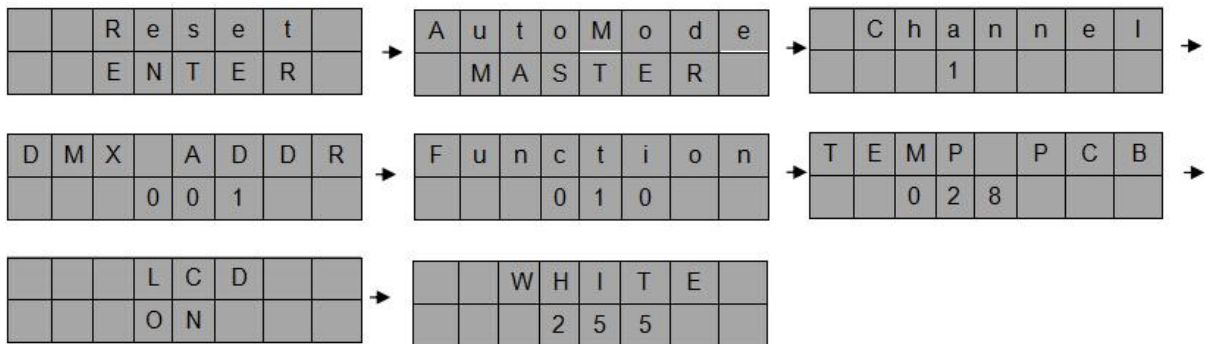 Reset
ENTER
AutoMode
MASTER
Channel
1
DMX ADDR
001
Function
010
TEMP PCB
028
LCD
ON
WHITE
255